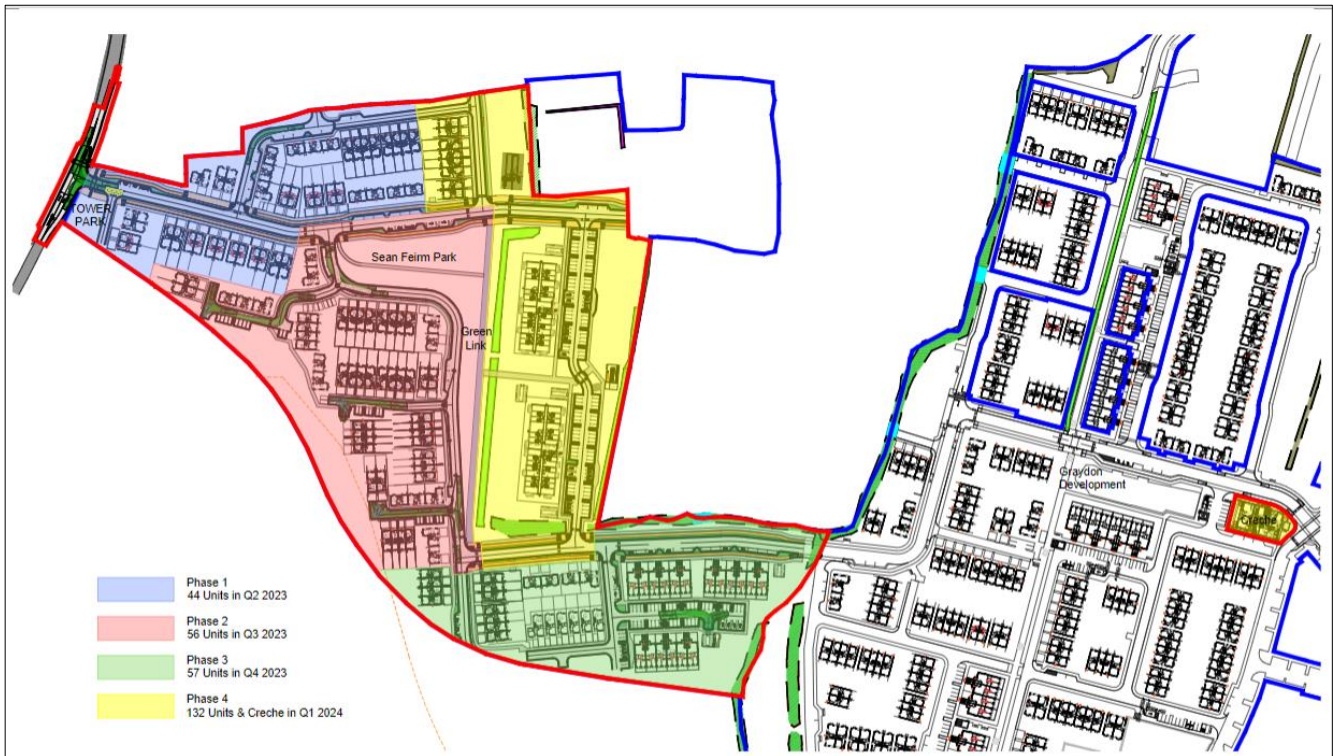 TOWER
PARK
Sean Feirm Park
Green
Link
Graydon
Development
Creche
Phase 1
44 Units in Q2 2023
Phase 2
56 Units in Q3 2023
Phase 3
57 Units in Q4 2023
Phase 4
132 Units & Creche in Q1 2024